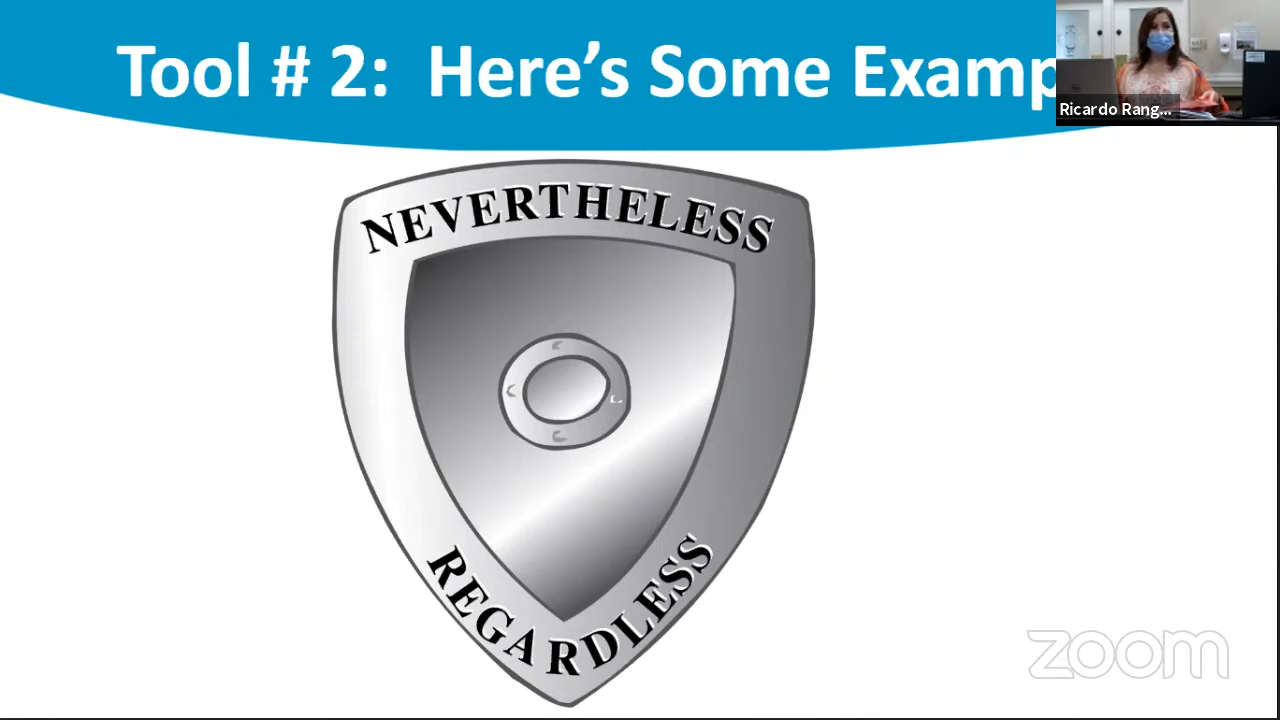 Tool # 2: Here's Some Examp
Ricardo Rang...
NEVERTHELESS
REGARDLESS
zoom